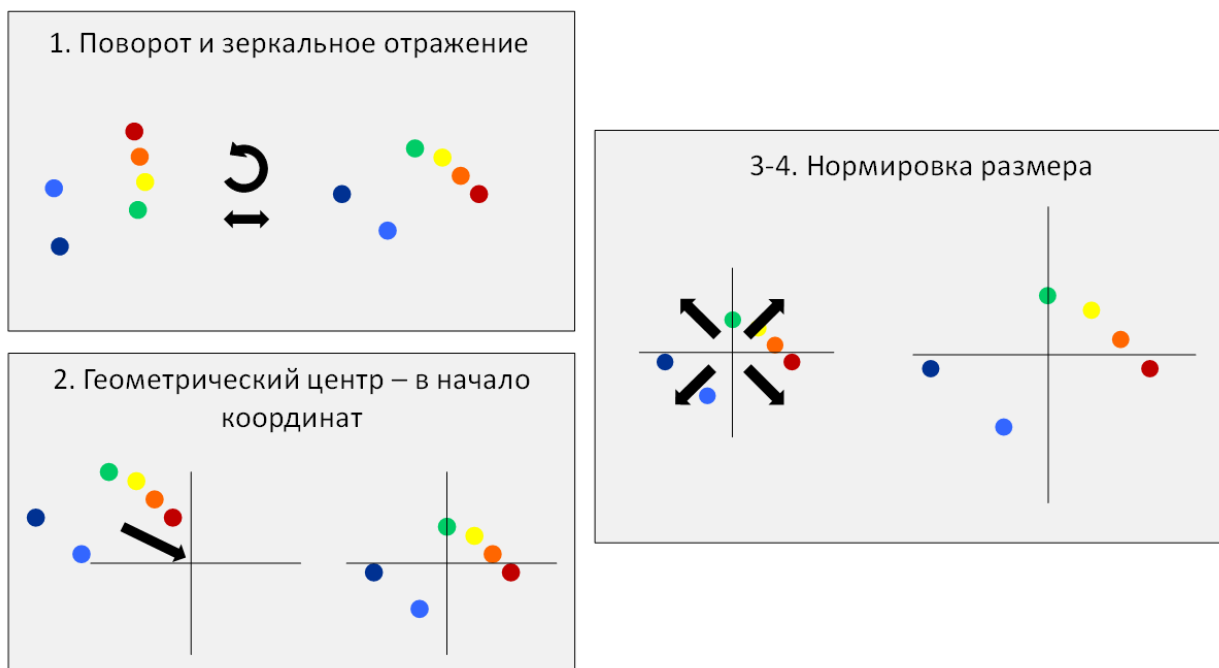 1. Поворот и зеркальное отражение
2. Геометрический центр – в начало
координат
3-4. Нормировка размера